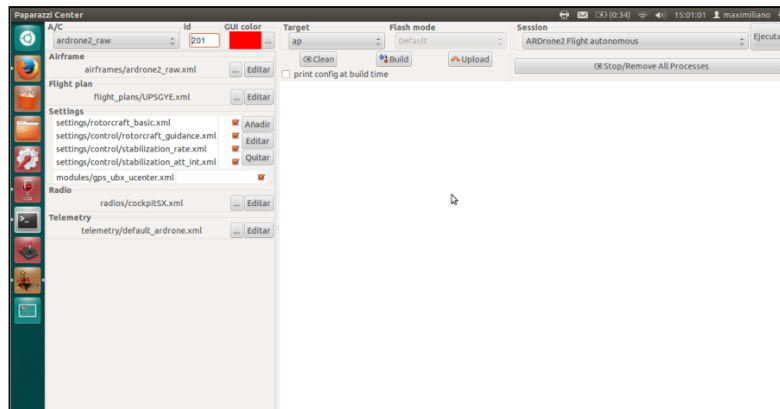 Paparazzi Center
(0:34) 15:01:01 maximiliano
A/C id GUI color
ardrone2_raw 201 ...
Airframe
airframes/ardrone2_raw.xml ... Editar
Flight plan
flight_plans/UPSGYE.xml ... Editar
Settings
settings/rotorcraft_basic.xml Añadir
settings/control/rotorcraft_guidance.xml Editar
settings/control/stabilization_rate.xml
settings/control/stabilization_att_int.xml Quitar
modules/gps_ubx_ucenter.xml
Radio
radios/cockpitSX.xml ... Editar
Telemetry
telemetry/default_ardrone.xml ... Editar
Target Flash mode
ap Default
Clean Build Upload
print config at build time
Session
ARDrone2 Flight autonomous Ejecuta
Stop/Remove All Processes